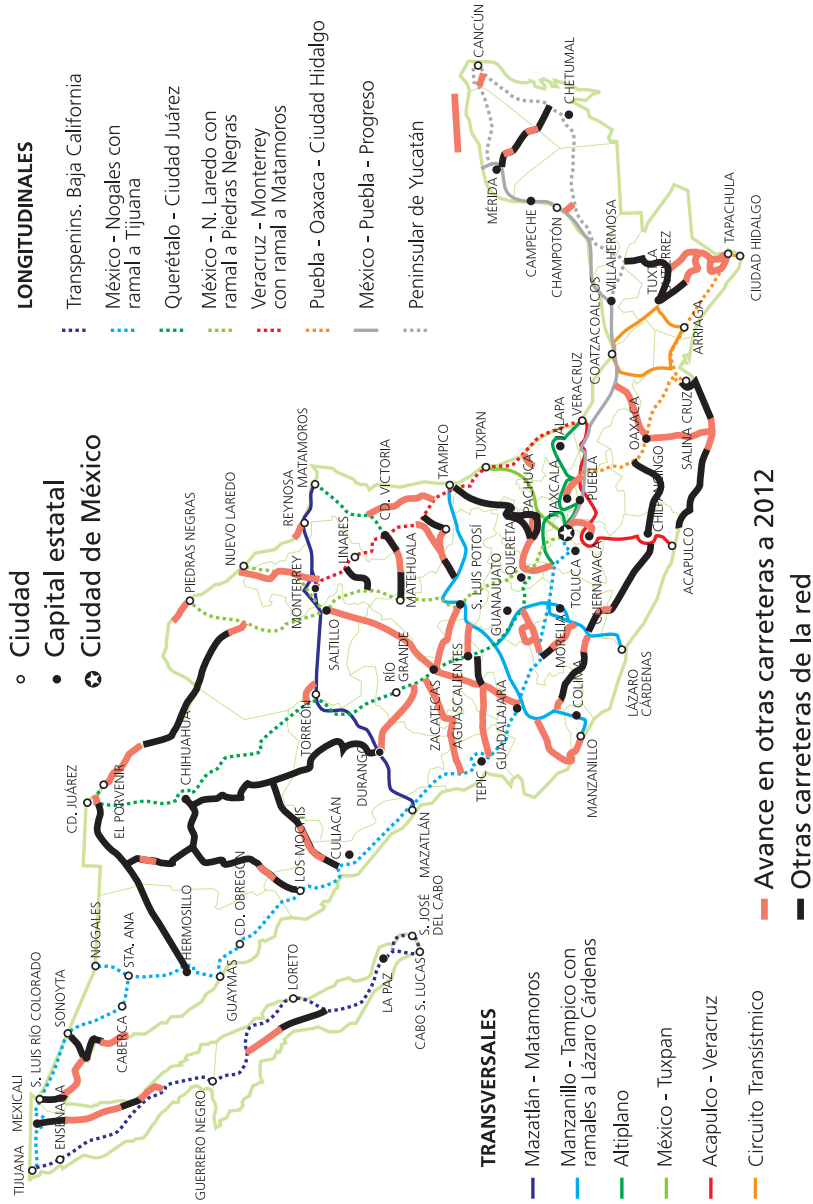 ○ Ciudad
● Capital estatal
✪ Ciudad de México
LONGITUDINALES
Transpenins. Baja California
México - Nogales con
ramal a Tijuana
Querétalo - Ciudad Juárez
México - N. Laredo con
ramal a Piedras Negras
Veracruz - Monterrey
con ramal a Matamoros
Puebla - Oaxaca - Ciudad Hidalgo
México - Puebla - Progreso
Peninsular de Yucatán
TIJUANA
MEXICALI
ENSENADA
S. LUIS RÍO COLORADO
SONOYTA
CABERCA
NOGALES
STA. ANA
HERMOSILLO
GUAYMAS
CD. OBREGÓN
LOS MOCHIS
CULIACÁN
MAZATLÁN
GUERRERO NEGRO
LORETO
LA PAZ
CABO S. LUCAS
S. JOSÉ
DEL CABO
CD. JUÁREZ
EL PORVENIR
CHIHUAHUA
TORREÓN
DURANGO
PIEDRAS NEGRAS
NUEVO LAREDO
REYNOSA
MATAMOROS
MONTERREY
SALTILLO
LINARES
CD. VICTORIA
MATEHUALA
RÍO
GRANDE
ZACATECAS
AGUASCALIENTES
S. LUIS POTOSÍ
TAMPICO
TUXPAN
TEPIC
GUADALAJARA
GUANAJUATO
QUERÉTA
PACHUCA
TLAXCALA
JALAPA
VERACRUZ
PUEBLA
TOLUCA
CUERNAVACA
MORELIA
COLIMA
MANZANILLO
LÁZARO
CÁRDENAS
ACAPULCO
CHILPANCINGO
OAXACA
SALINA CRUZ
COATZACOALCOS
ARRIAGA
VILLAHERMOSA
TUXTLA
GUTIÉRREZ
TAPACHULA
CIUDAD HIDALGO
CHAMPOTÓN
CAMPECHE
MÉRIDA
CANCÚN
CHETUMAL
TRANSVERSALES
Mazatlán - Matamoros
Manzanillo - Tampico con
ramales a Lázaro Cárdenas
Altiplano
México - Tuxpan
Acapulco - Veracruz
Circuito Transístmico
Avance en otras carreteras a 2012
Otras carreteras de la red